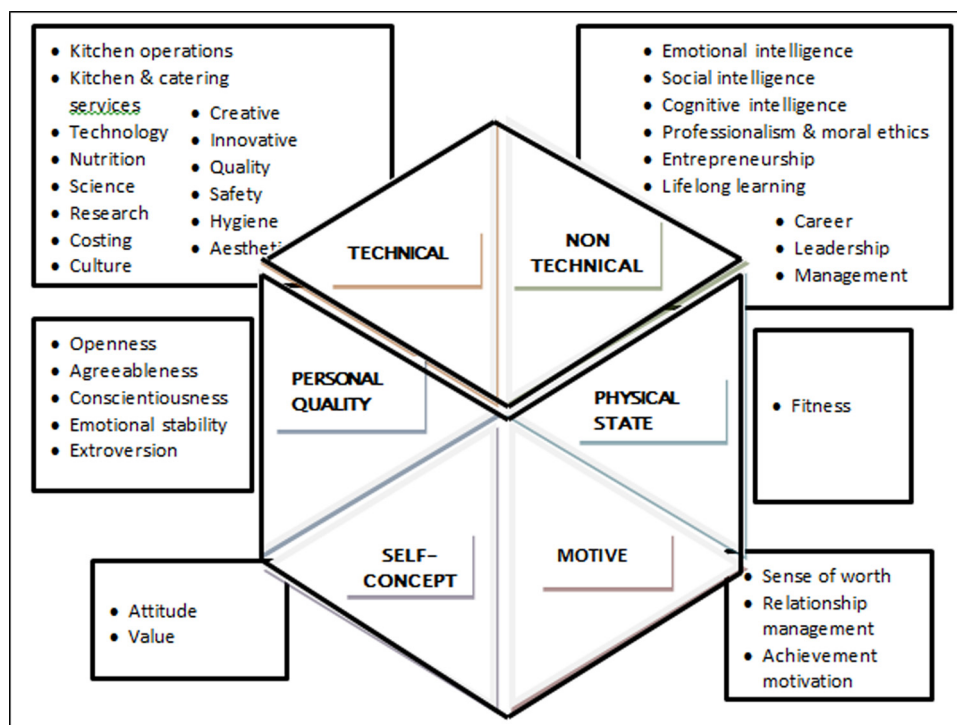 • Kitchen operations
• Kitchen & catering
services
• Technology
• Nutrition
• Science
• Research
• Costing
• Culture
• Creative
• Innovative
• Quality
• Safety
• Hygiene
• Aestheti
• Emotional intelligence
• Social intelligence
• Cognitive intelligence
• Professionalism & moral ethics
• Entrepreneurship
• Lifelong learning
• Career
• Leadership
• Management
TECHNICAL
NON
TECHNICAL
• Openness
• Agreeableness
• Conscientiousness
• Emotional stability
• Extroversion
PERSONAL
QUALITY
PHYSICAL
STATE
• Fitness
SELF-
CONCEPT
MOTIVE
• Attitude
• Value
• Sense of worth
• Relationship
management
• Achievement
motivation